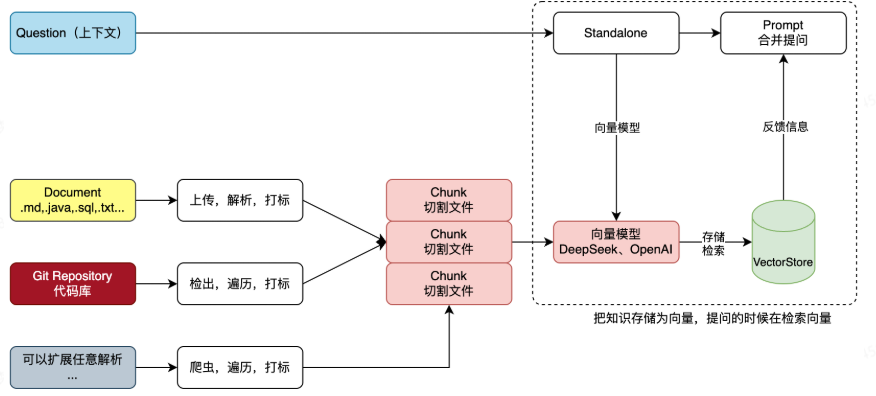 Question（上下文）
Standalone
Prompt
合并提问
向量模型
反馈信息
Document
.md,.java,.sql,.txt...
上传，解析，打标
Chunk
切割文件
Git Repository
代码库
检出，遍历，打标
Chunk
切割文件
Chunk
切割文件
向量模型
DeepSeek、OpenAI
存储
检索
VectorStore
把知识存储为向量，提问的时候在检索向量
可以扩展任意解析
...
爬虫，遍历，打标